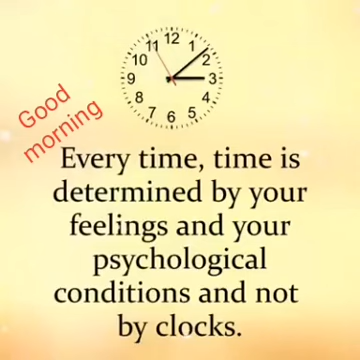 12
1
2
3
4
5
6
7
8
9
10
11
Good
morning
Every time, time is
determined by your
feelings and your
psychological
conditions and not
by clocks.